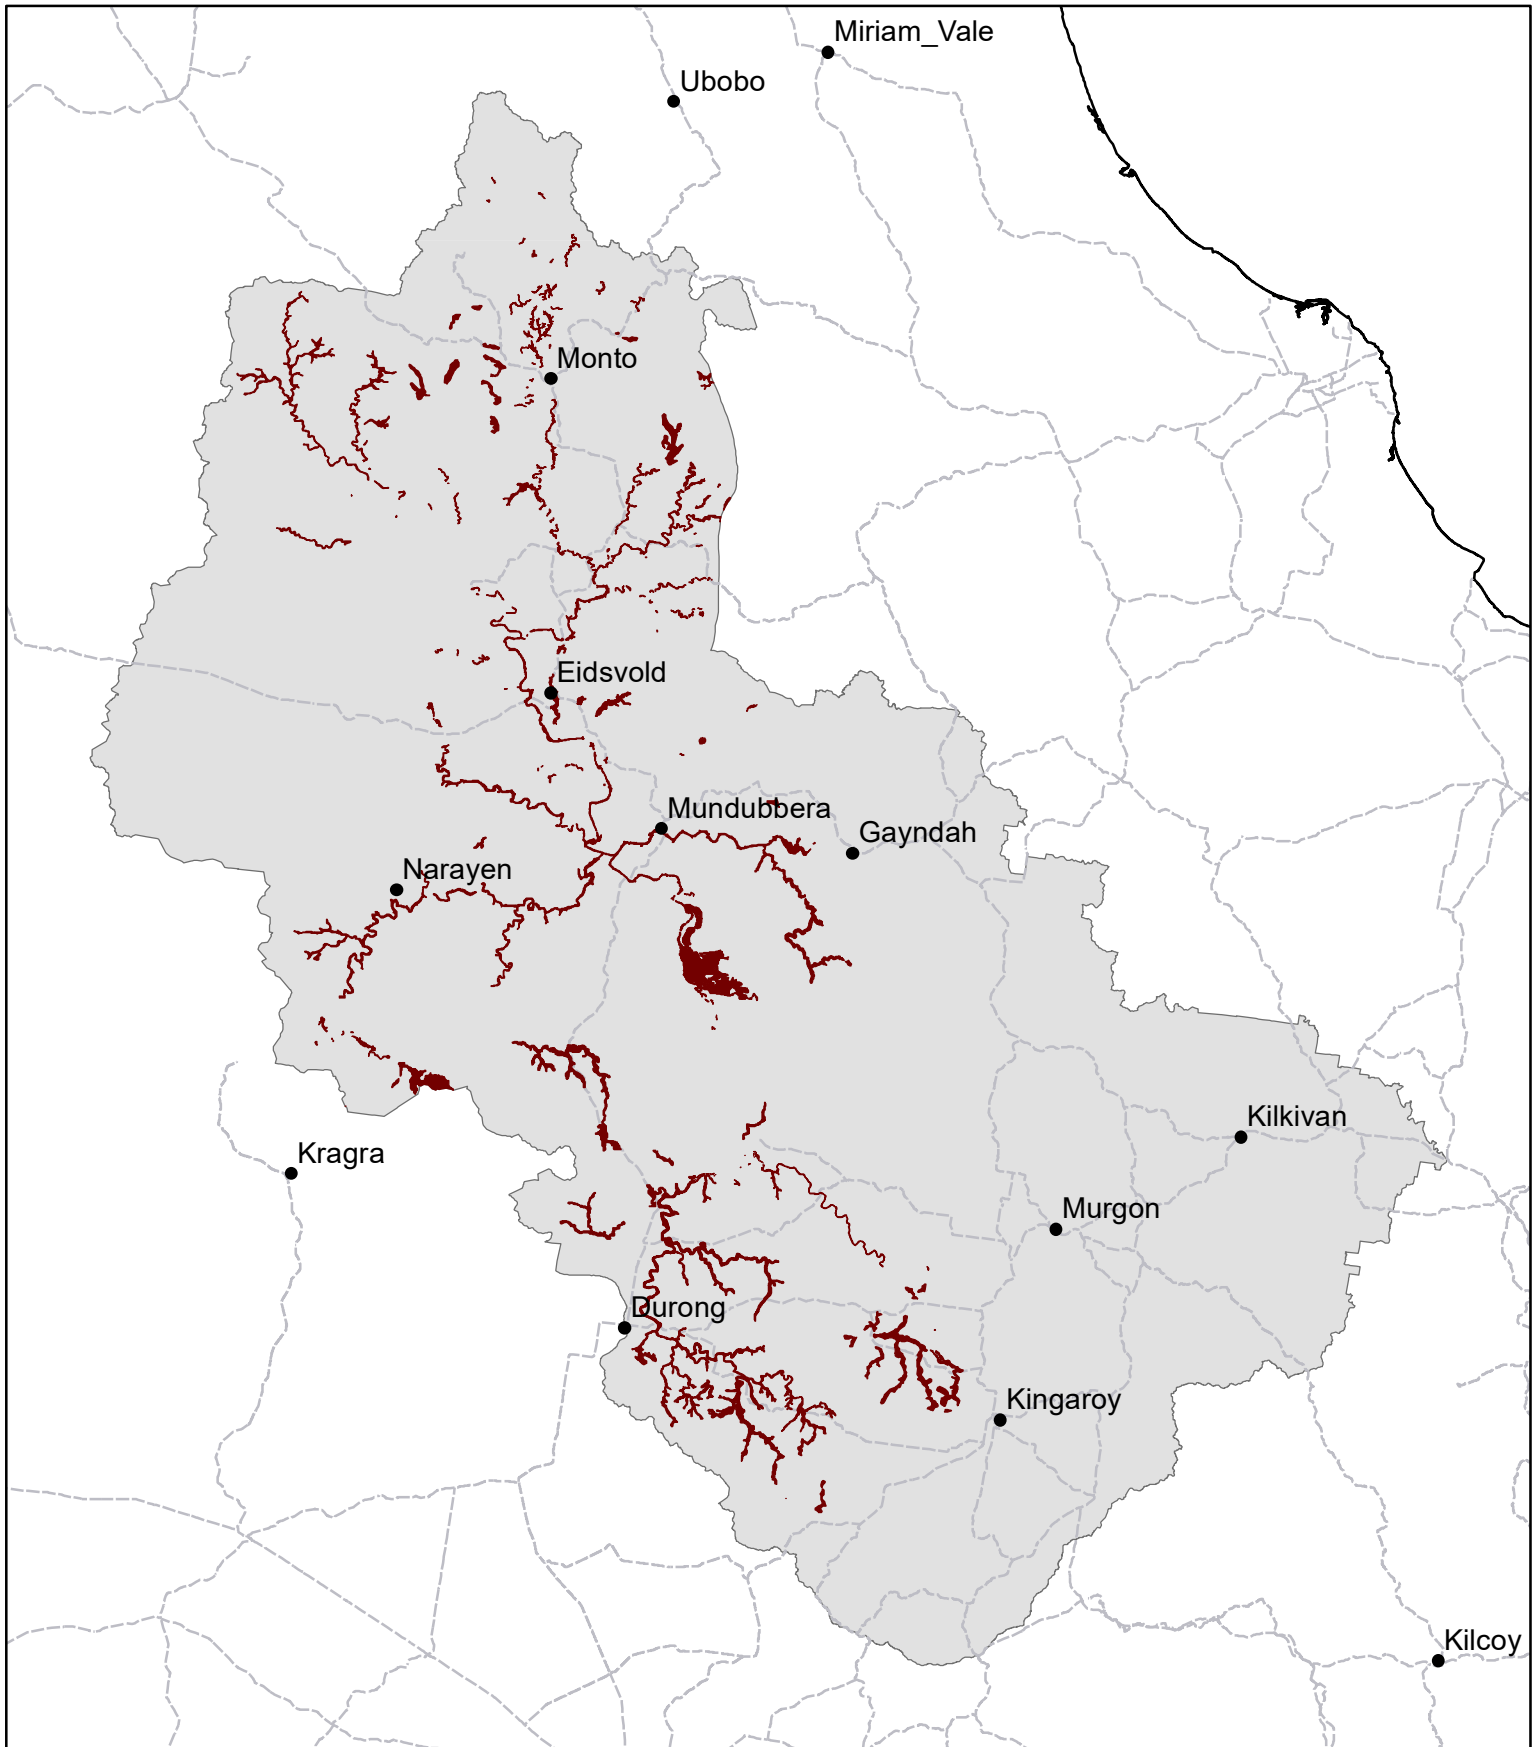 Miriam_Vale
Ubobo
Monto
Eidsvold
Mundubbera
Gayndah
Narayen
Kilkivan
Kragra
Murgon
Durong
Kingaroy
Kilcoy